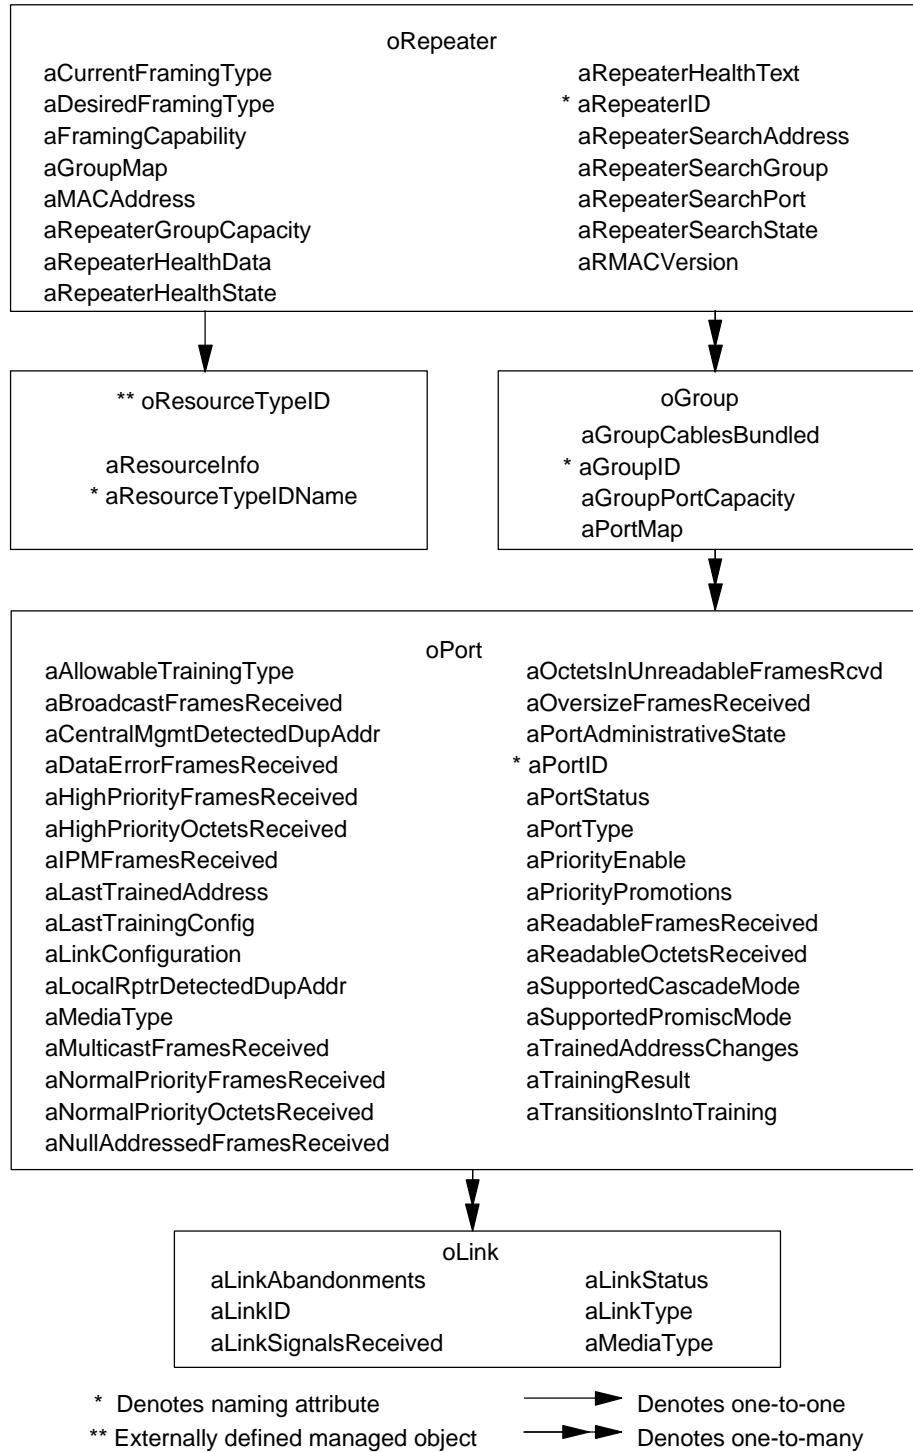 oRepeater
aCurrentFramingType
aDesiredFramingType
aFramingCapability
aGroupMap
aMACAddress
aRepeaterGroupCapacity
aRepeaterHealthData
aRepeaterHealthState
aRepeaterHealthText
* aRepeaterID
aRepeaterSearchAddress
aRepeaterSearchGroup
aRepeaterSearchPort
aRepeaterSearchState
aRMACVersion
** oResourceTypeID
aResourceInfo
* aResourceTypeIDName
oGroup
aGroupCablesBundled
* aGroupID
aGroupPortCapacity
aPortMap
oPort
aAllowableTrainingType
aBroadcastFramesReceived
aCentralMgmtDetectedDupAddr
aDataErrorFramesReceived
aHighPriorityFramesReceived
aHighPriorityOctetsReceived
aIPMFramesReceived
aLastTrainedAddress
aLastTrainingConfig
aLinkConfiguration
aLocalRptrDetectedDupAddr
aMediaType
aMulticastFramesReceived
aNormalPriorityFramesReceived
aNormalPriorityOctetsReceived
aNullAddressedFramesReceived
aOctetsInUnreadableFramesRcvd
aOversizeFramesReceived
aPortAdministrativeState
* aPortID
aPortStatus
aPortType
aPriorityEnable
aPriorityPromotions
aReadableFramesReceived
aReadableOctetsReceived
aSupportedCascadeMode
aSupportedPromiscMode
aTrainedAddressChanges
aTrainingResult
aTransitionsIntoTraining
oLink
aLinkAbandonments
aLinkID
aLinkSignalsReceived
aLinkStatus
aLinkType
aMediaType
* Denotes naming attribute
** Externally defined managed object
Denotes one-to-one
Denotes one-to-many